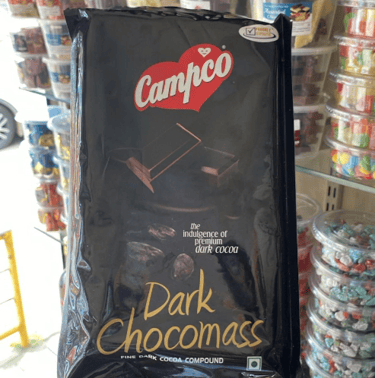 Campco
the
indulgence of
premium
dark cocoa
Dark
Chocomass
FINE DARK COCOA COMPOUND